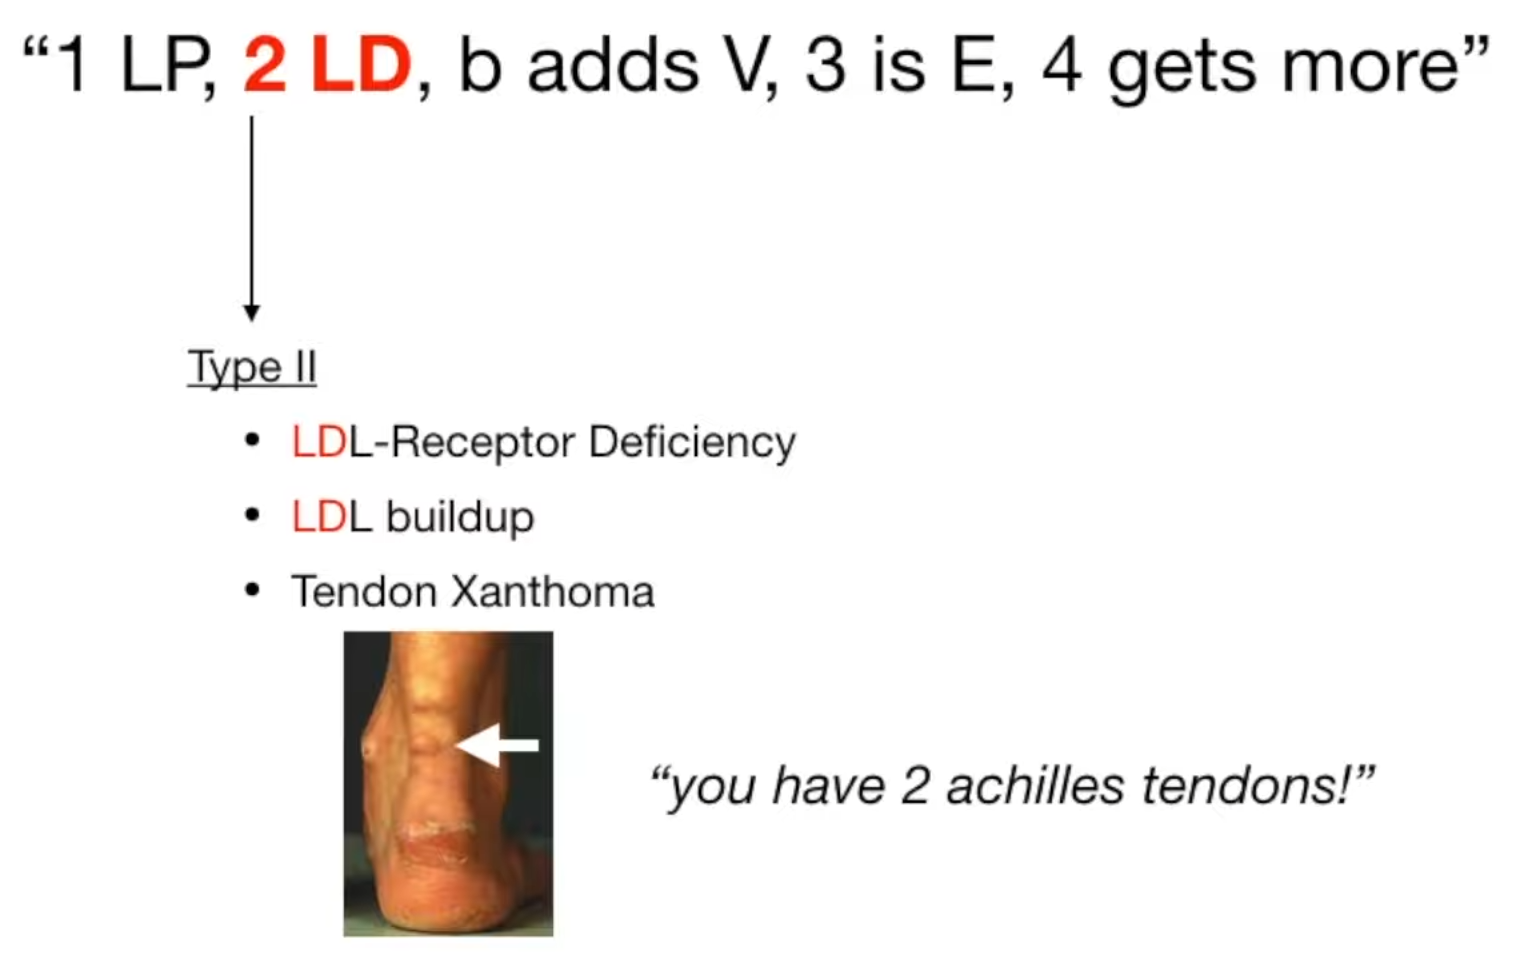 “1 LP, 2 LD, b adds V, 3 is E, 4 gets more”
Type II
• LDL-Receptor Deficiency
• LDL buildup
• Tendon Xanthoma
“you have 2 achilles tendons!”